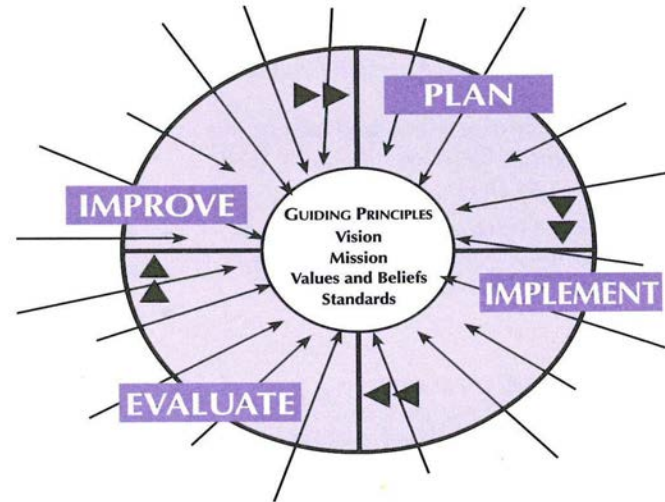 PLAN
IMPROVE
GUIDING PRINCIPLES
Vision
Mission
Values and Beliefs
Standards
IMPLEMENT
EVALUATE